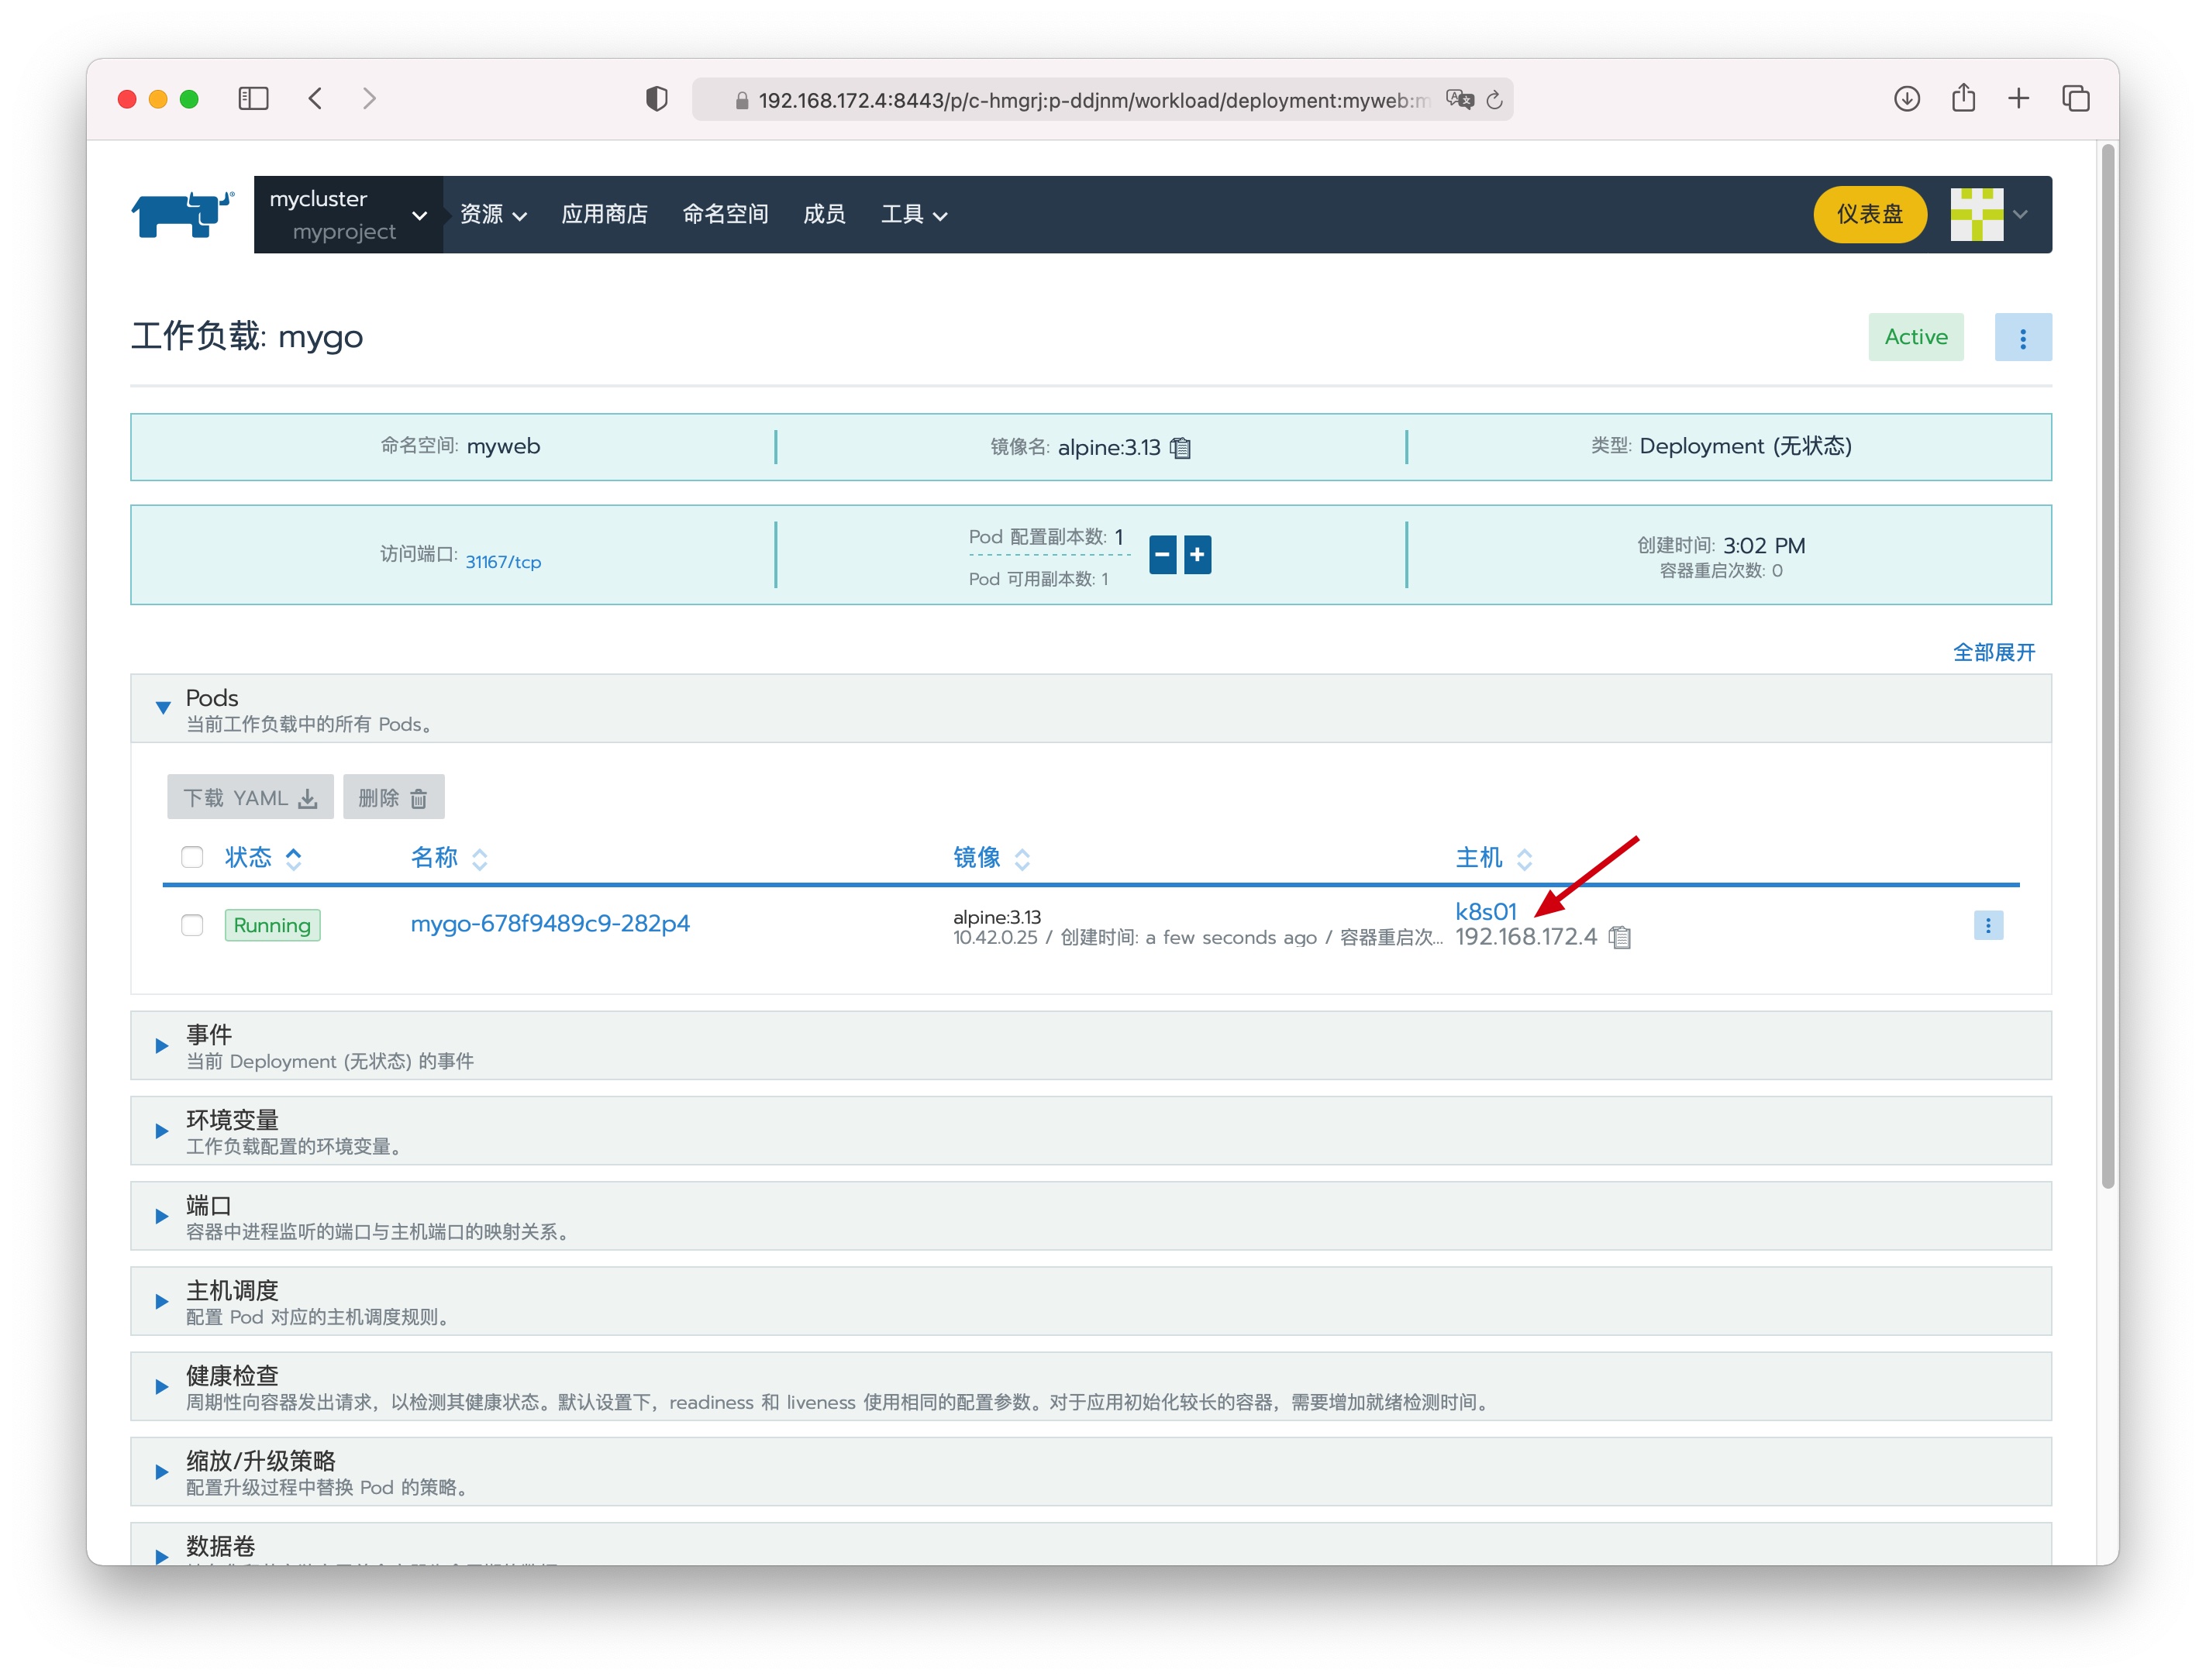 192.168.172.4:8443/p/c-hmgrj:p-ddjnm/workload/deployment:myweb:m
mycluster
myproject
资源
应用商店
命名空间
成员
工具
仪表盘
工作负载: mygo
Active
命名空间: myweb
镜像名: alpine:3.13
类型: Deployment (无状态)
访问端口: 31167/tcp
Pod 配置副本数: 1
Pod 可用副本数: 1
创建时间: 3:02 PM
容器重启次数: 0
全部展开
Pods
当前工作负载中的所有 Pods。
下载 YAML
删除
状态
名称
镜像
主机
Running
mygo-678f9489c9-282p4
alpine:3.13
10.42.0.25 / 创建时间: a few seconds ago / 容器重启次...
k8s01
192.168.172.4
事件
当前 Deployment (无状态) 的事件
环境变量
工作负载配置的环境变量。
端口
容器中进程监听的端口与主机端口的映射关系。
主机调度
配置 Pod 对应的主机调度规则。
健康检查
周期性向容器发出请求，以检测其健康状态。默认设置下，readiness 和 liveness 使用相同的配置参数。对于应用初始化较长的容器，需要增加就绪检测时间。
缩放/升级策略
配置升级过程中替换 Pod 的策略。
数据卷